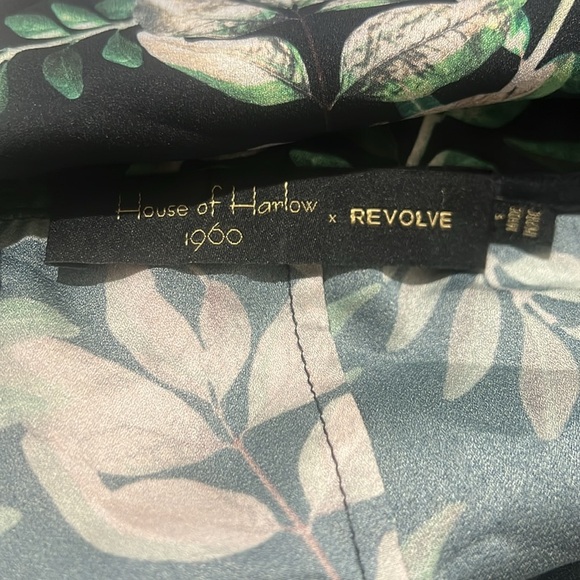 House of Harlow
1960
x REVOLVE
S